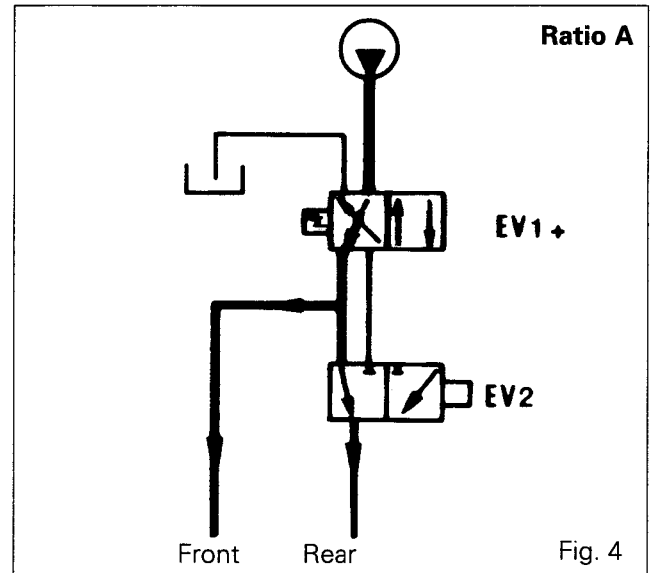 Ratio A
EV1 +
EV2
Front Rear
Fig. 4